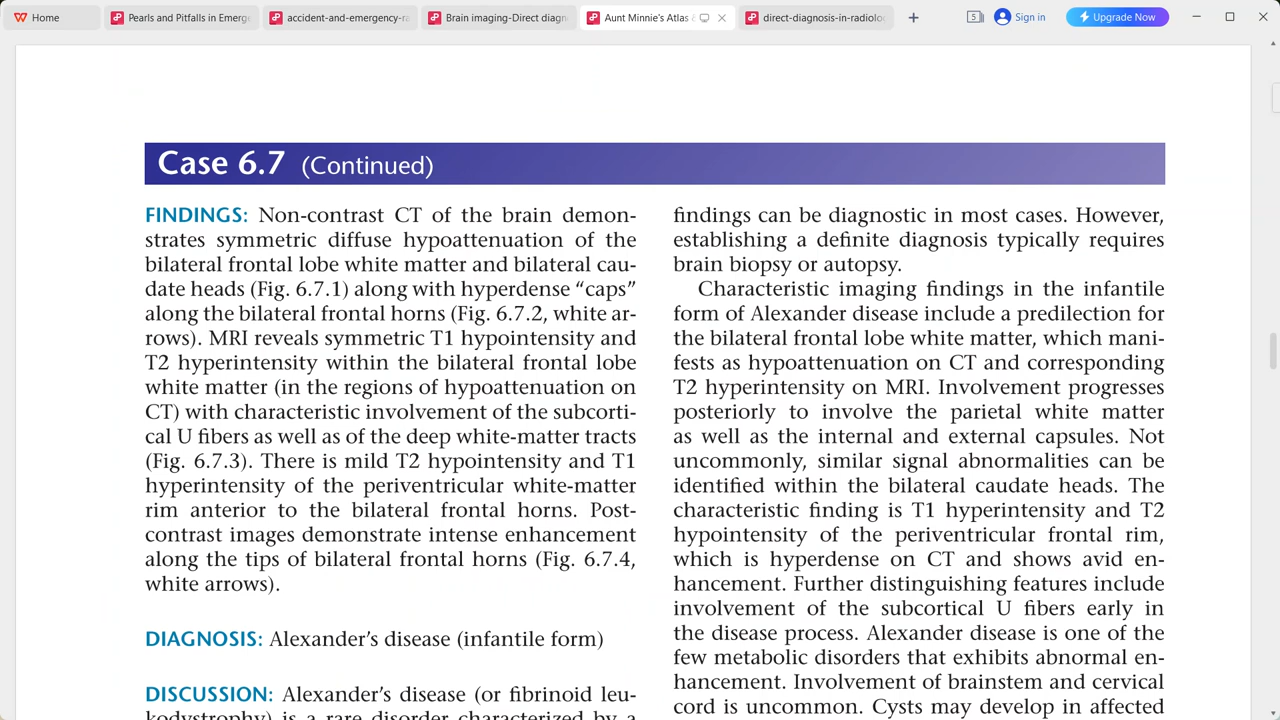 Home
Pearls and Pitfalls in Emerg
accident-and-emergency-ra
Brain imaging-Direct diagn
Aunt Minnie's Atlas &
direct-diagnosis-in-radiolo
5
Sign in
Upgrade Now
Case 6.7 (Continued)
FINDINGS: Non-contrast CT of the brain demon-
strates symmetric diffuse hypoattenuation of the
bilateral frontal lobe white matter and bilateral cau-
date heads (Fig. 6.7.1) along with hyperdense “caps”
along the bilateral frontal horns (Fig. 6.7.2, white ar-
rows). MRI reveals symmetric T1 hypointensity and
T2 hyperintensity within the bilateral frontal lobe
white matter (in the regions of hypoattenuation on
CT) with characteristic involvement of the subcorti-
cal U fibers as well as of the deep white-matter tracts
(Fig. 6.7.3). There is mild T2 hypointensity and T1
hyperintensity of the periventricular white-matter
rim anterior to the bilateral frontal horns. Post-
contrast images demonstrate intense enhancement
along the tips of bilateral frontal horns (Fig. 6.7.4,
white arrows).
DIAGNOSIS: Alexander’s disease (infantile form)
DISCUSSION: Alexander’s disease (or fibrinoid leu-
kodystrophy) is a rare disorder characterized by a
findings can be diagnostic in most cases. However,
establishing a definite diagnosis typically requires
brain biopsy or autopsy.
Characteristic imaging findings in the infantile
form of Alexander disease include a predilection for
the bilateral frontal lobe white matter, which mani-
fests as hypoattenuation on CT and corresponding
T2 hyperintensity on MRI. Involvement progresses
posteriorly to involve the parietal white matter
as well as the internal and external capsules. Not
uncommonly, similar signal abnormalities can be
identified within the bilateral caudate heads. The
characteristic finding is T1 hyperintensity and T2
hypointensity of the periventricular frontal rim,
which is hyperdense on CT and shows avid en-
hancement. Further distinguishing features include
involvement of the subcortical U fibers early in
the disease process. Alexander disease is one of the
few metabolic disorders that exhibits abnormal en-
hancement. Involvement of brainstem and cervical
cord is uncommon. Cysts may develop in affected